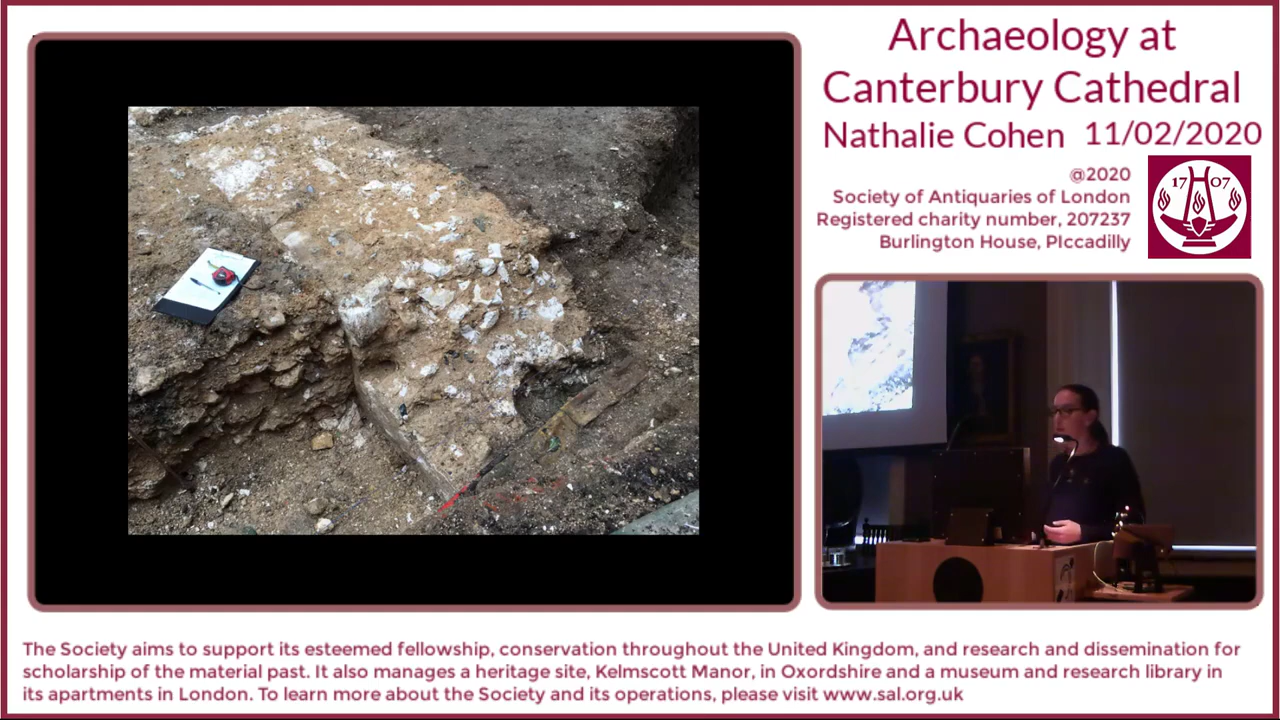 Archaeology at
Canterbury Cathedral
Nathalie Cohen 11/02/2020
@2020
Society of Antiquaries of London
Registered charity number, 207237
Burlington House, PIccadilly
17 07
The Society aims to support its esteemed fellowship, conservation throughout the United Kingdom, and research and dissemination for
scholarship of the material past. It also manages a heritage site, Kelmscott Manor, in Oxordshire and a museum and research library in
its apartments in London. To learn more about the Society and its operations, please visit www.sal.org.uk